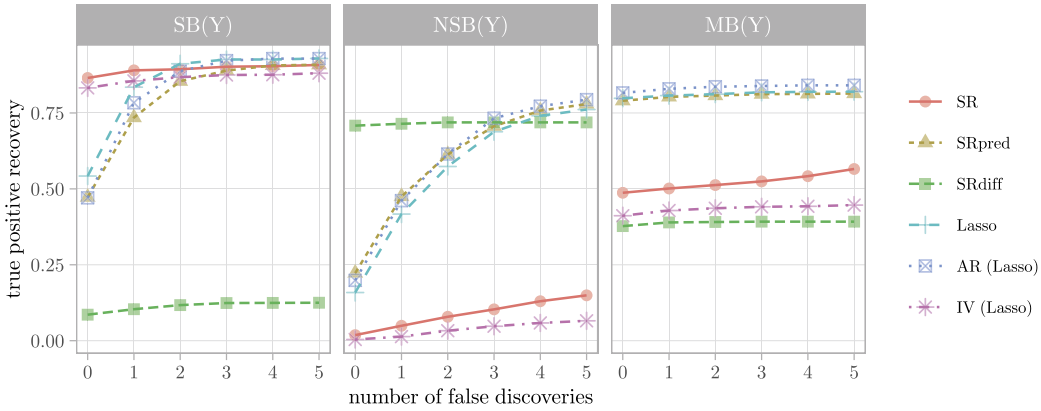 SB(Y) NSB(Y) MB(Y)
true positive recovery
0.75
0.50
0.25
0.00
0 1 2 3 4 5 0 1 2 3 4 5 0 1 2 3 4 5
number of false discoveries
SR
SRpred
SRdiff
Lasso
AR (Lasso)
IV (Lasso)